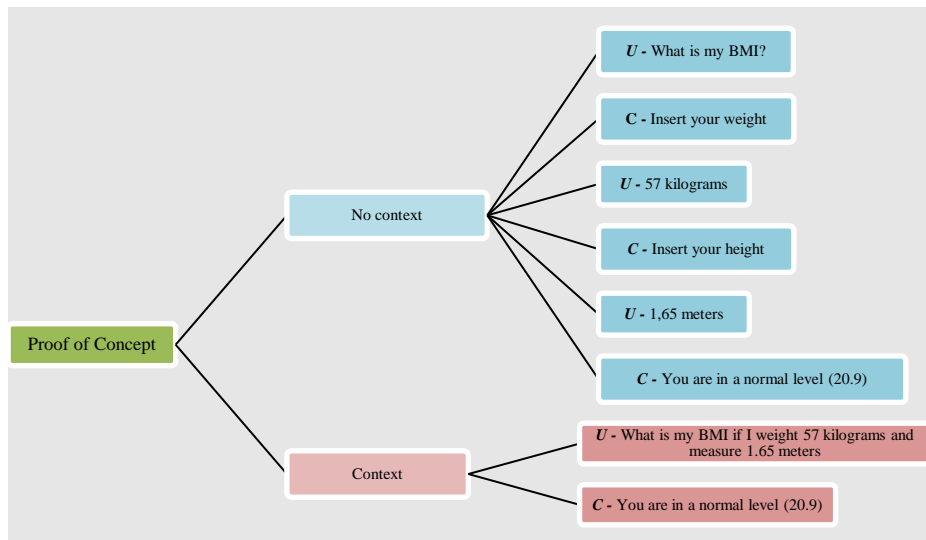 Proof of Concept
No context
U - What is my BMI?
C - Insert your weight
U - 57 kilograms
C - Insert your height
U - 1,65 meters
C - You are in a normal level (20.9)
Context
U - What is my BMI if I weight 57 kilograms and
measure 1.65 meters
C - You are in a normal level (20.9)